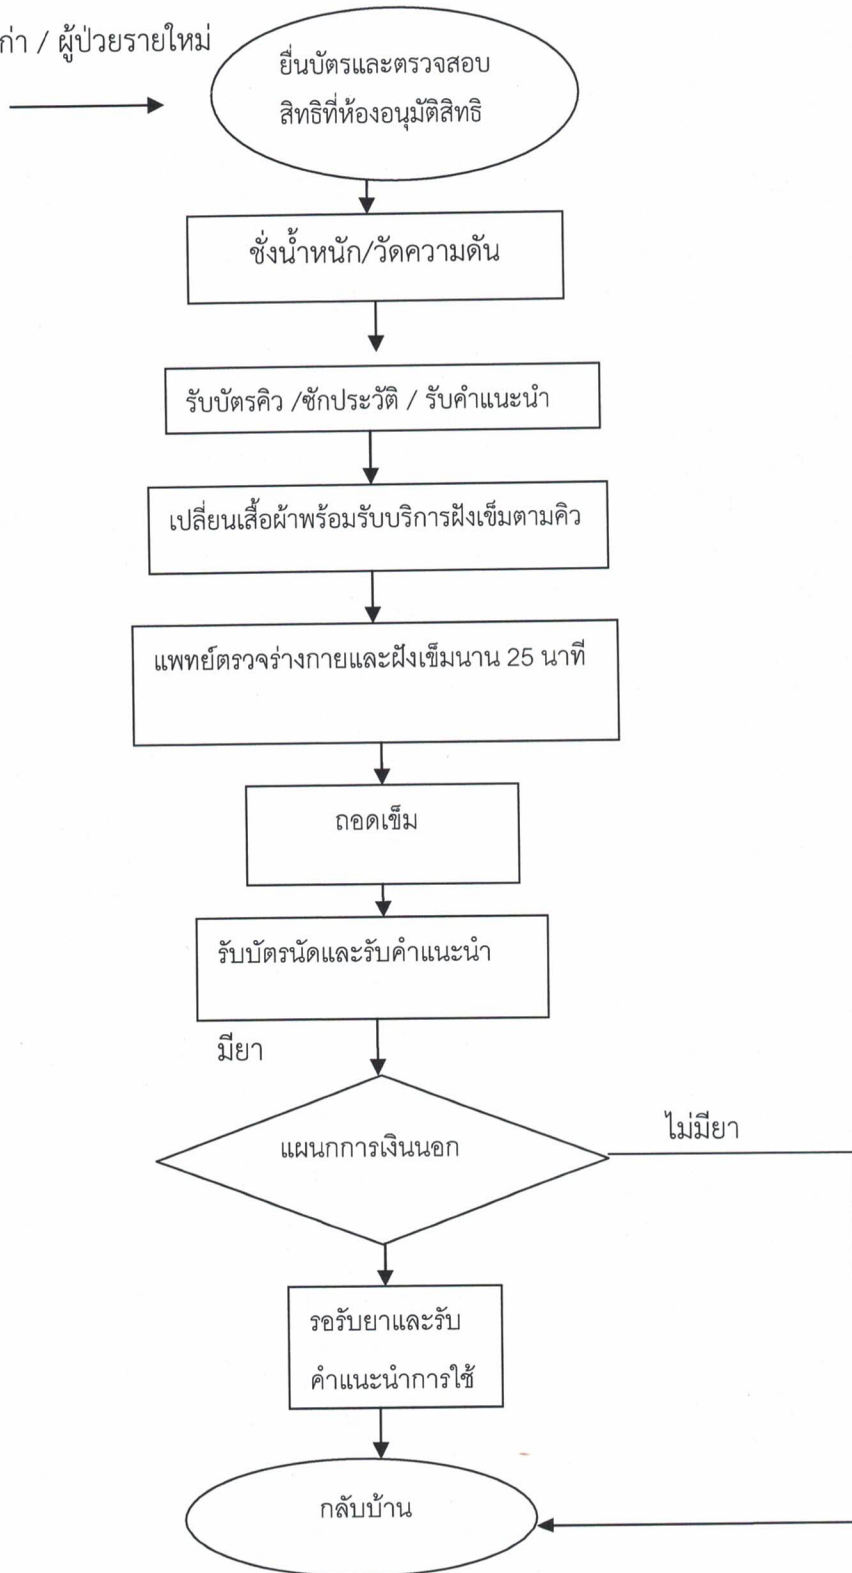 ก่า / ผู้ป่วยรายใหม่
ยื่นบัตรและตรวจสอบ
สิทธิที่ห้องอนุมัติสิทธิ
ชั่งน้ำหนัก/วัดความดัน
รับบัตรคิว /ซักประวัติ / รับคำแนะนำ
เปลี่ยนเสื้อผ้าพร้อมรับบริการฝังเข็มตามคิว
แพทย์ตรวจร่างกายและฝังเข็มนาน 25 นาที
ถอดเข็ม
รับบัตรนัดและรับคำแนะนำ
มียา
ไม่มียา
แผนกการเงินนอก
รอรับยาและรับ
คำแนะนำการใช้
กลับบ้าน